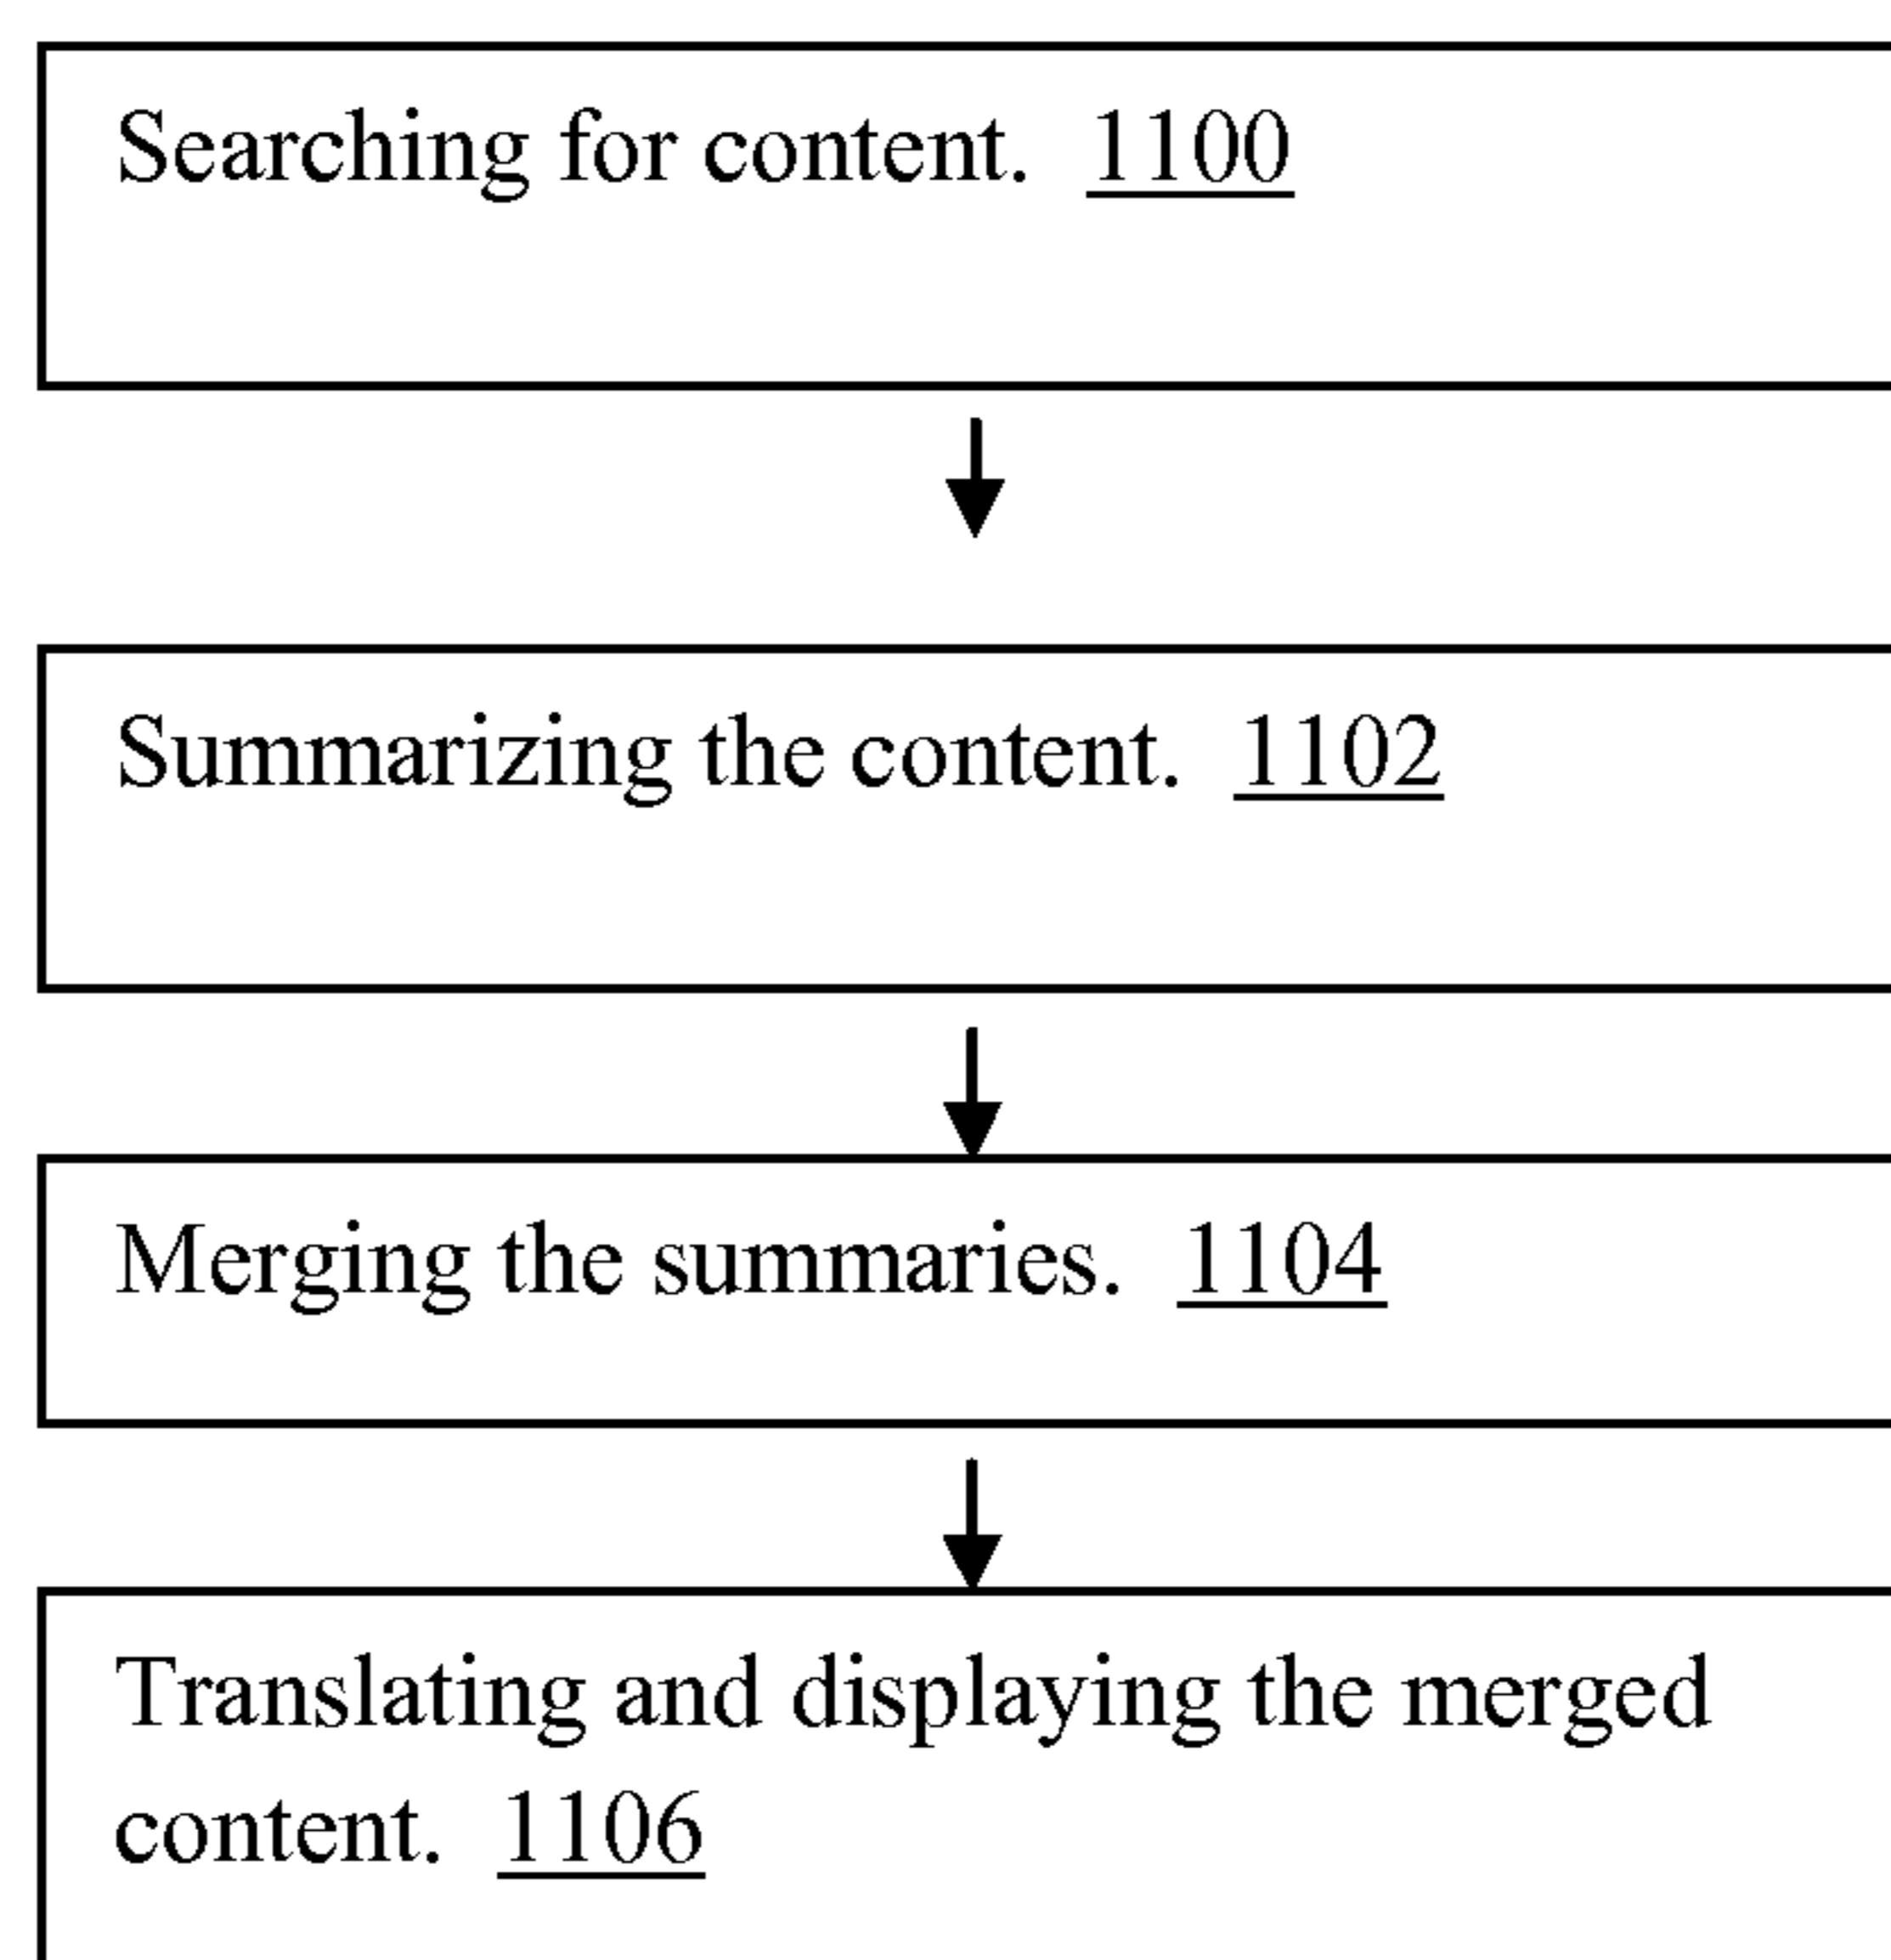 Searching for content. 1100
Summarizing the content. 1102
Merging the summaries. 1104
Translating and displaying the merged
content. 1106